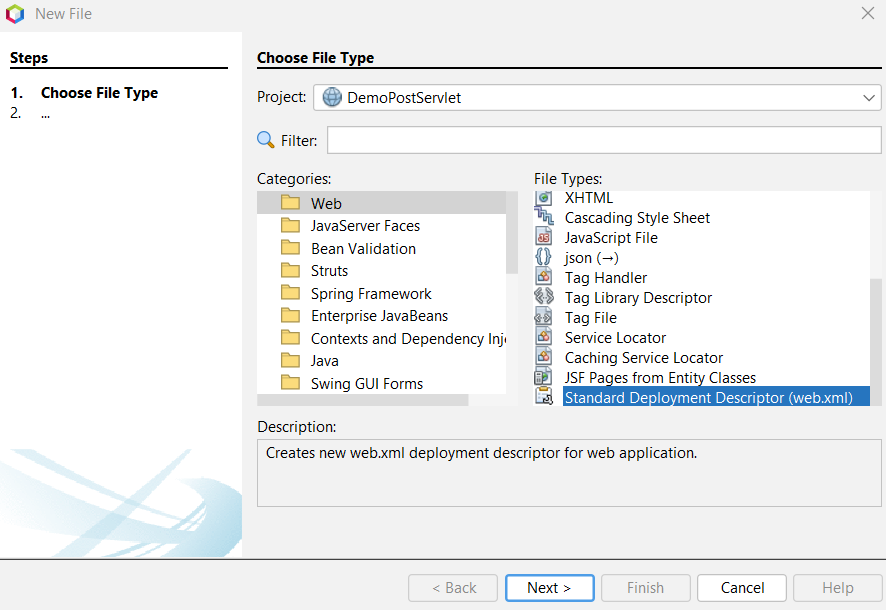 New File
Steps
1. Choose File Type
2. ...
Choose File Type
Project: DemoPostServlet
Filter:
Categories:
Web
JavaServer Faces
Bean Validation
Struts
Spring Framework
Enterprise JavaBeans
Contexts and Dependency Inje
Java
Swing GUI Forms
File Types:
XHTML
Cascading Style Sheet
JavaScript File
json (→)
Tag Handler
Tag Library Descriptor
Tag File
Service Locator
Caching Service Locator
JSF Pages from Entity Classes
Standard Deployment Descriptor (web.xml)
Description:
Creates new web.xml deployment descriptor for web application.
< Back
Next >
Finish
Cancel
Help